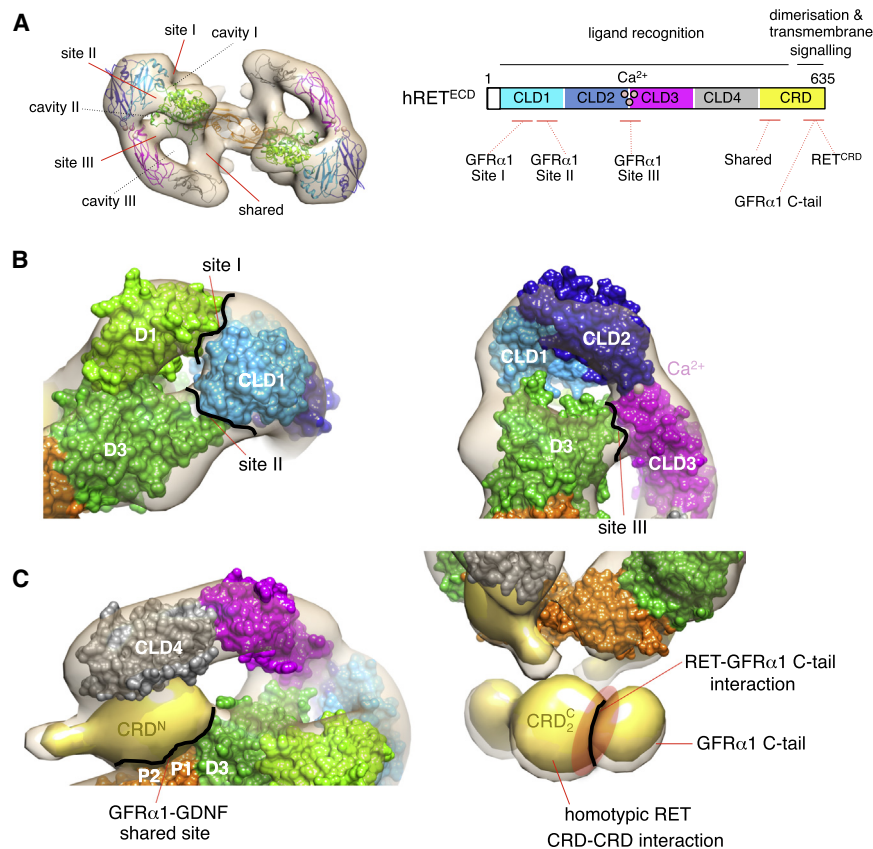 A
site I
cavity I
site II
cavity II
site III
cavity III
shared
ligand recognition
dimerisation &
transmembrane
signalling
1
Ca²⁺
635
hRETᴱᶜᴰ
CLD1
CLD2
CLD3
CLD4
CRD
GFRα1
Site I
GFRα1
Site II
GFRα1
Site III
Shared
RETᶜᴿᴰ
GFRα1 C-tail
B
site I
D1
CLD1
D3
site II
CLD2
CLD1
Ca²⁺
D3
CLD3
site III
C
CLD4
CRDᴺ
P2
P1
D3
GFRα1-GDNF
shared site
RET-GFRα1 C-tail
interaction
CRD₂ᶜ
GFRα1 C-tail
homotypic RET
CRD-CRD interaction